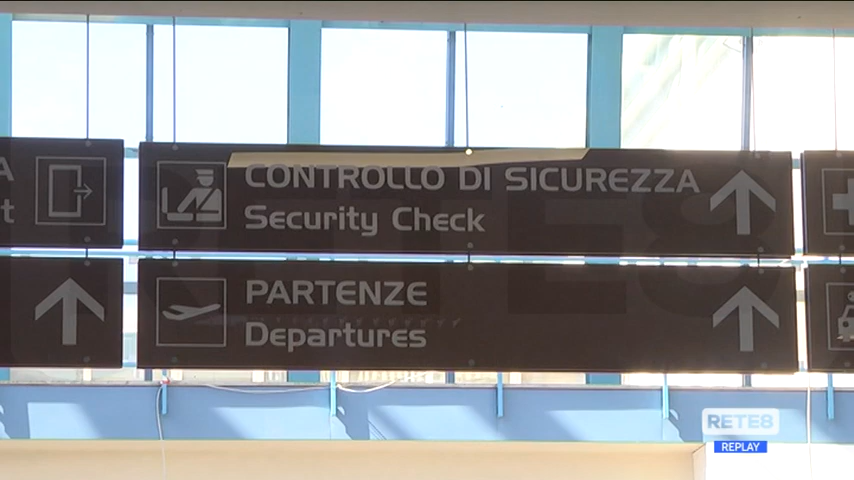 CONTROLLO DI SICUREZZA
Security Check
PARTENZE
Departures
RETE8
REPLAY